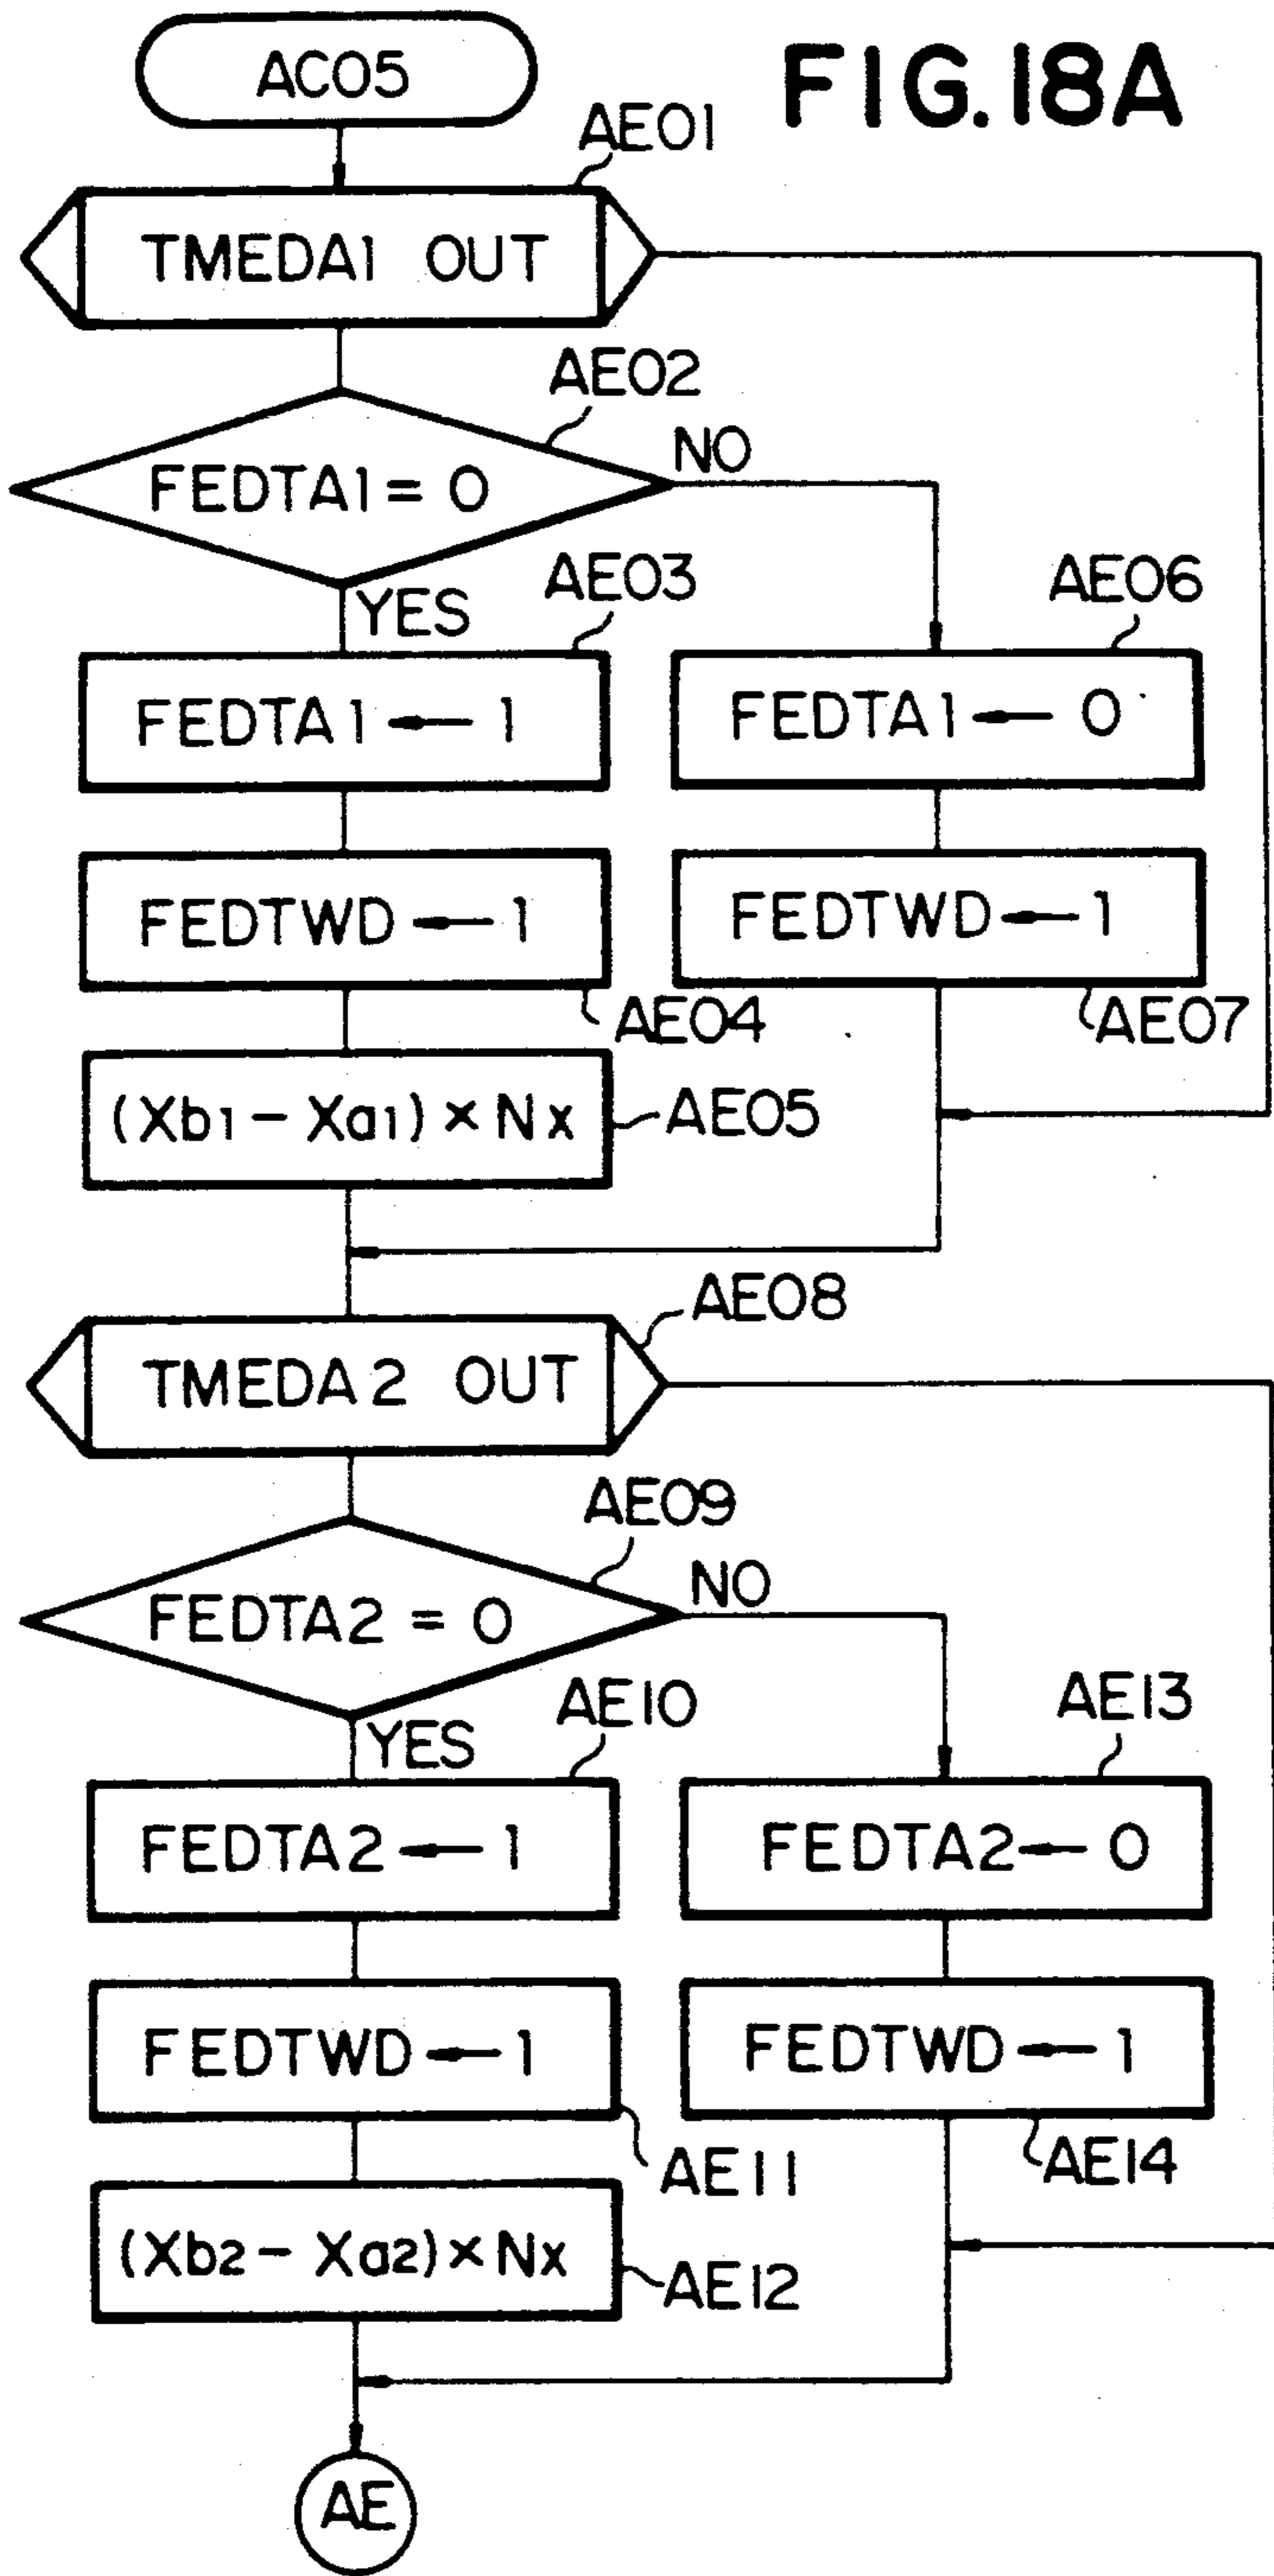 FIG.18A
AC05
AE01
TMEDA1 OUT
AE02
FEDTA1 = 0
NO
YES
AE03
FEDTA1 ← 1
AE06
FEDTA1 ← 0
FEDTWD ← 1
AE04
FEDTWD ← 1
AE07
(Xb1 - Xa1) × Nx
AE05
AE08
TMEDA2 OUT
AE09
FEDTA2 = 0
NO
YES
AE10
FEDTA2 ← 1
AE13
FEDTA2 ← 0
FEDTWD ← 1
AE11
FEDTWD ← 1
AE14
(Xb2 - Xa2) × Nx
AE12
AE